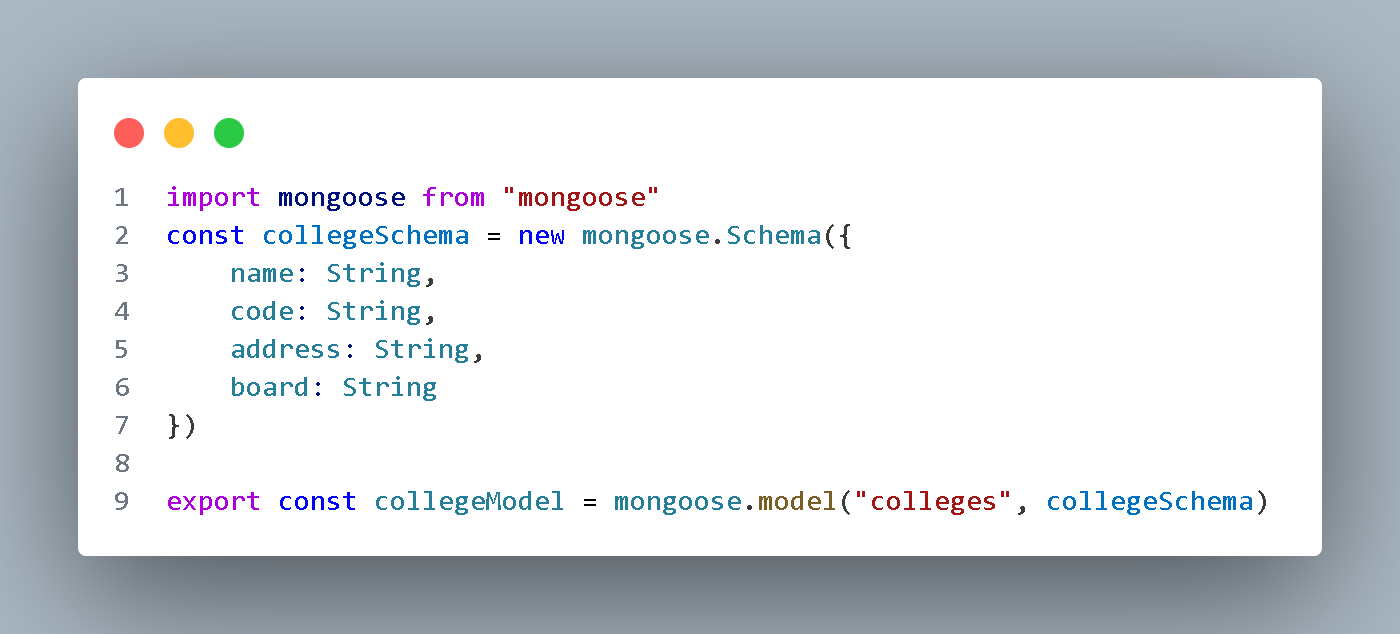 1 import mongoose from "mongoose"
2 const collegeSchema = new mongoose.Schema({
3     name: String,
4     code: String,
5     address: String,
6     board: String
7 })
8
9 export const collegeModel = mongoose.model("colleges", collegeSchema)